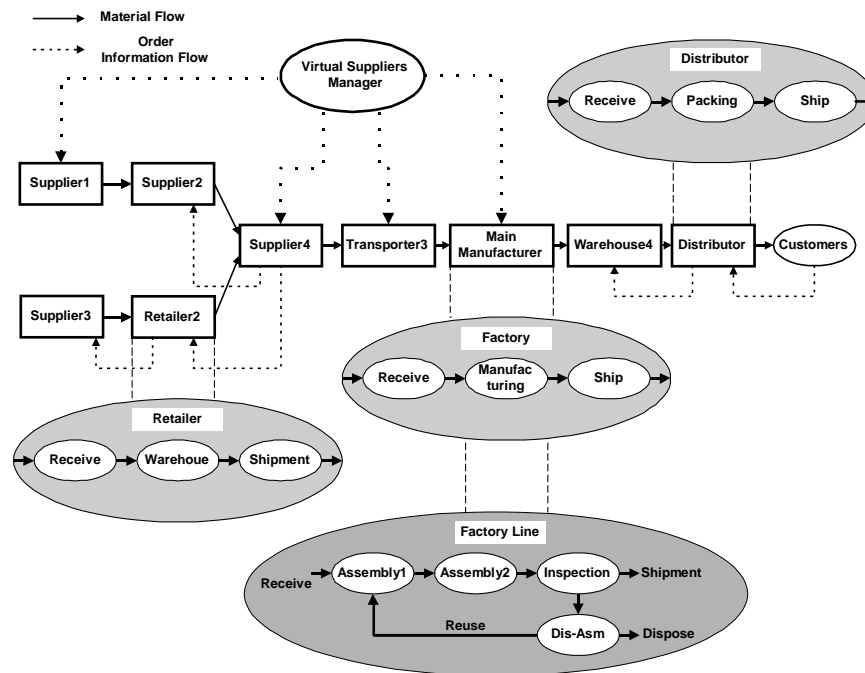 Material Flow
Order
Information Flow
Virtual Suppliers
Manager
Distributor
Receive
Packing
Ship
Supplier1
Supplier2
Supplier4
Transporter3
Main
Manufacturer
Warehouse4
Distributor
Customers
Supplier3
Retailer2
Factory
Receive
Manufac
turing
Ship
Retailer
Receive
Warehoue
Shipment
Factory Line
Receive
Assembly1
Assembly2
Inspection
Shipment
Reuse
Dis-Asm
Dispose